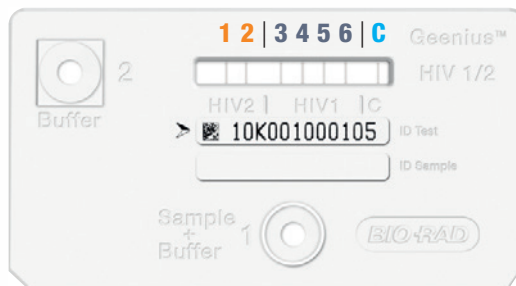 1 2 | 3 4 5 6 | C
Geenius™
2
HIV 1/2
Buffer
HIV2 | HIV1 | C
10K001000105
ID Test
ID Sample
Sample
+
Buffer
1
BIO-RAD